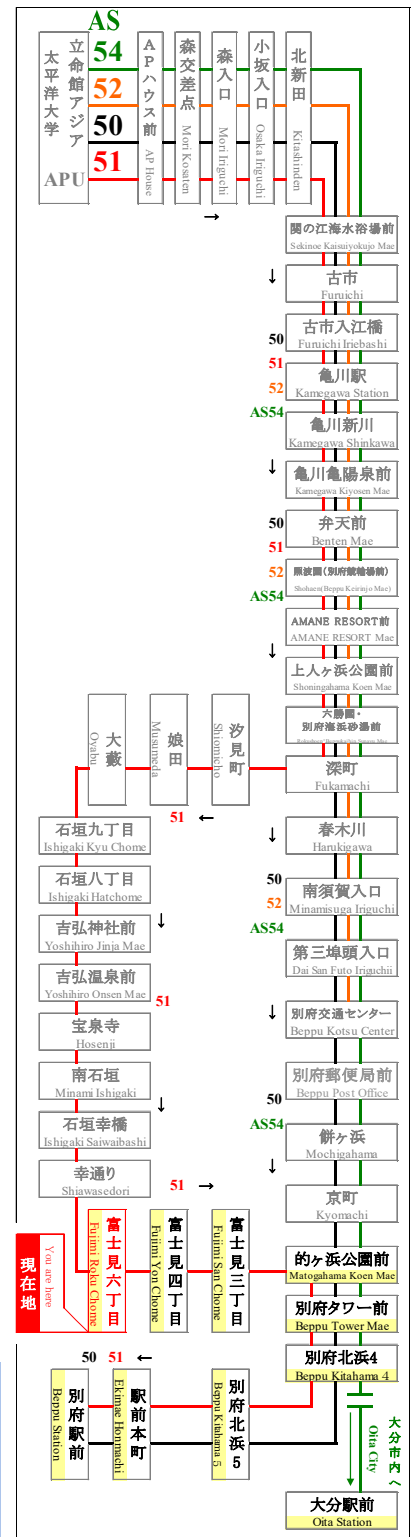 AS
54
52
50
51
立命館アジア
太平洋大学
APU
APハウス前
AP House
森交差点
Mori Kosaten
森入口
Mori Iriguchi
小坂入口
Osaka Iriguchi
北新田
Kitashinden
→
関の江海水浴場前
Sekinoe Kaisuiyokujo Mae
↓
古市
Furuichi
古市入江橋
Furuichi Iriebashi
50
51
52
AS54
亀川駅
Kamegawa Station
亀川新川
Kamegawa Shinkawa
↓
亀川亀陽泉前
Kamegawa Kiyosen Mae
弁天前
Benten Mae
50
51
52
AS54
照波園(別府競輪場前)
Shohaen(Beppu Keirinjo Mae)
AMANE RESORT前
AMANE RESORT Mae
↓
上人ヶ浜公園前
Shoningahama Koen Mae
六勝園・
別府海浜砂湯前
深町
Fukamachi
汐見町
Shiomicho
娘田
Musumeda
大藪
Oyabu
51 ←
石垣九丁目
Ishigaki Kyu Chome
石垣八丁目
Ishigaki Hatchome
吉弘神社前
Yoshihiro Jinja Mae
↓
吉弘温泉前
Yoshihiro Onsen Mae
51
宝泉寺
Hosenji
南石垣
Minami Ishigaki
↓
石垣幸橋
Ishigaki Saiwaibashi
幸通り
Shiawasedori
51 →
春木川
Harukigawa
↓
南須賀入口
Minamisuga Iriguchi
50
52
AS54
第三埠頭入口
Dai San Futo Iriguchii
↓
別府交通センター
Beppu Kotsu Center
別府郵便局前
Beppu Post Office
50
AS54
餅ヶ浜
Mochigahama
↓
京町
Kyomachi
現在地
You are here
富士見六丁目
Fujimi Roku Chome
富士見四丁目
Fujimi Yon Chome
富士見三丁目
Fujimi San Chome
的ヶ浜公園前
Matogahama Koen Mae
別府タワー前
Beppu Tower Mae
別府北浜4
Beppu Kitahama 4
50 51 ←
別府駅前
Beppu Station
駅前本町
Ekimae Honmachi
別府北浜5
Beppu Kitahama 5
大分市内へ
Oita City
大分駅前
Oita Station